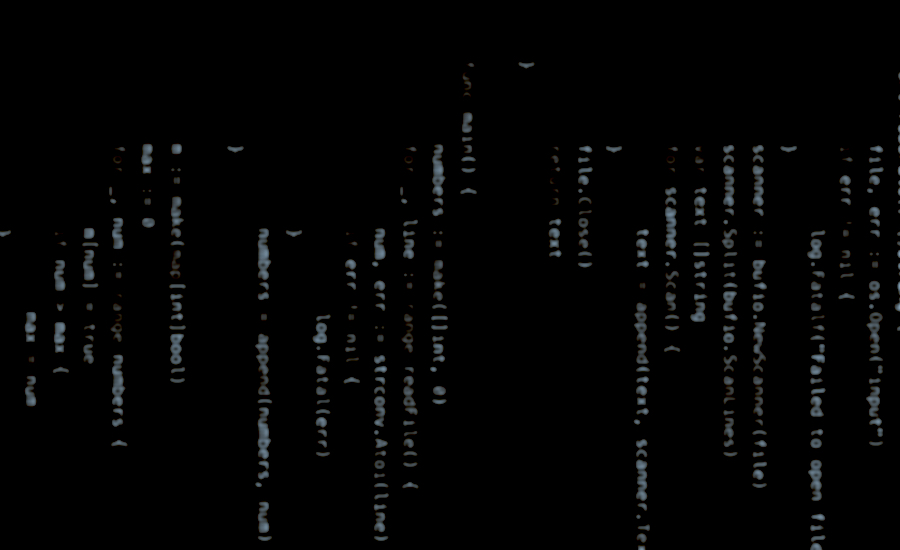 file, err := os.Open("input")
if err != nil {
log.Fatalf("Failed to open file
}
scanner := bufio.NewScanner(file)
scanner.Split(bufio.ScanLines)
var text []string
for scanner.Scan() {
text = append(text, scanner.Te
}
file.Close()
return text
}
func main() {
numbers := make([]int, 0)
for _, line := range readfile() {
num, err := strconv.Atoi(line)
if err != nil {
log.Fatal(err)
}
numbers = append(numbers, num)
}
m := make(map[int]bool)
max := 0
for _, num := range numbers {
m[num] = true
if num > max {
max = num
}